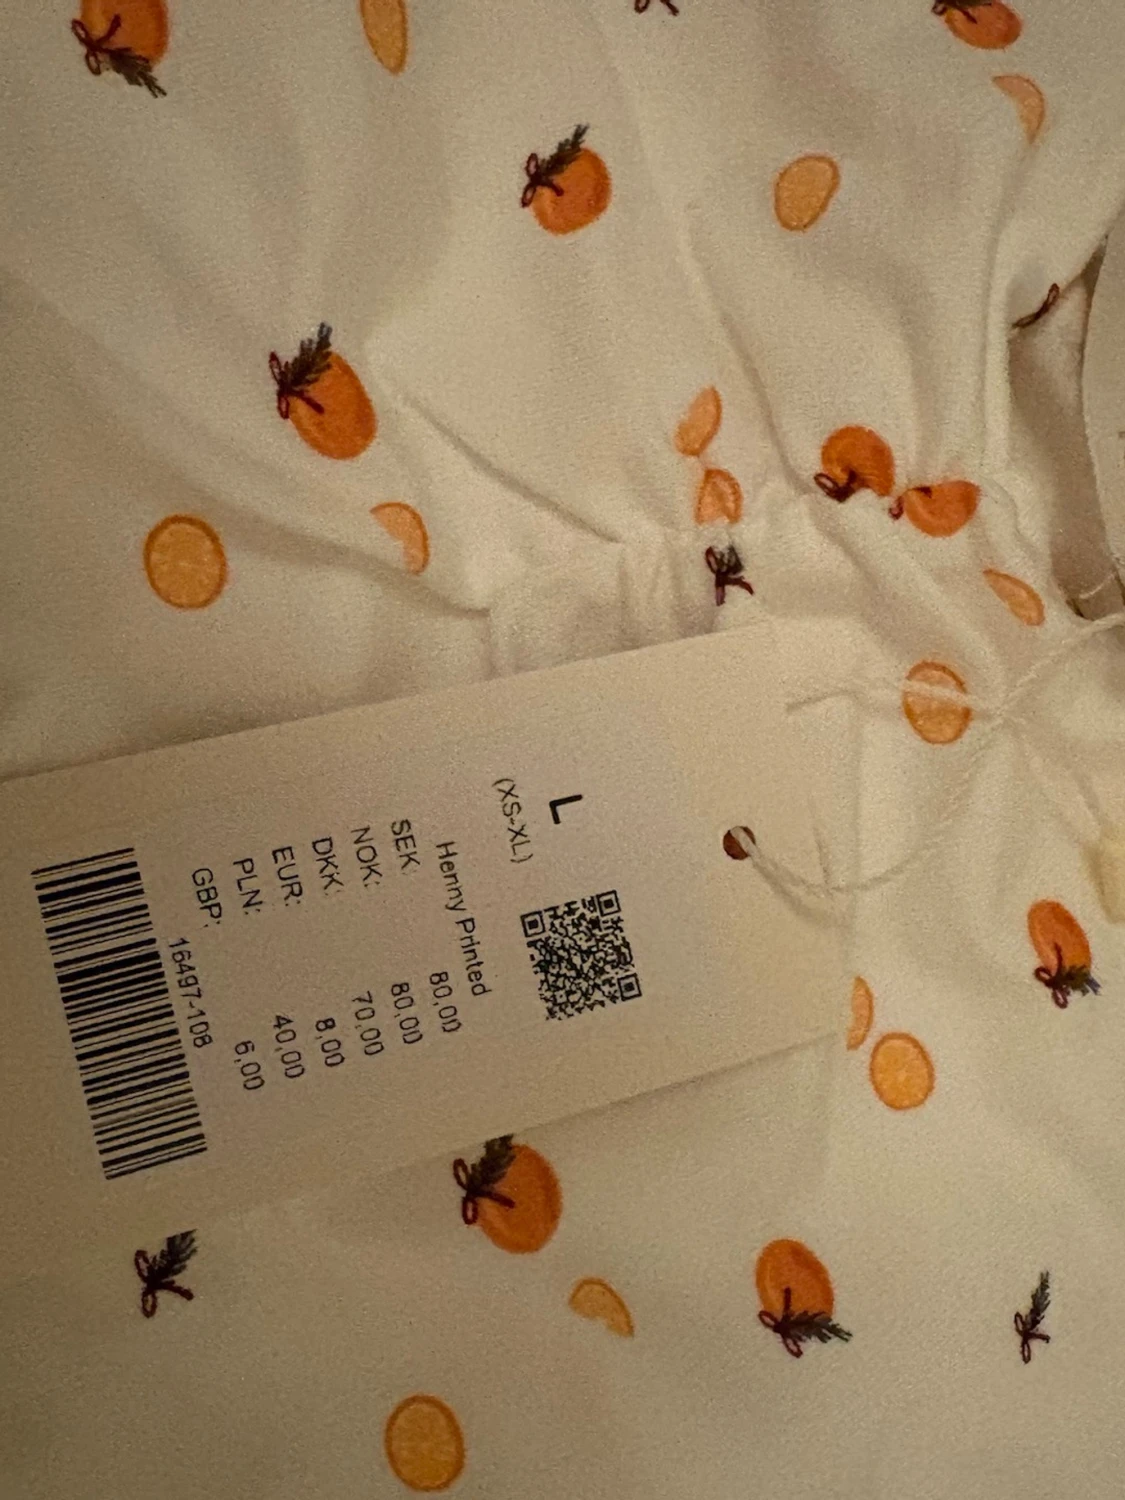 L
(XS-XL)
Henny Printed
SEK: 80,00
NOK: 80,00
DKK: 70,00
EUR: 8,00
PLN: 40,00
GBP: 6,00
16497-108